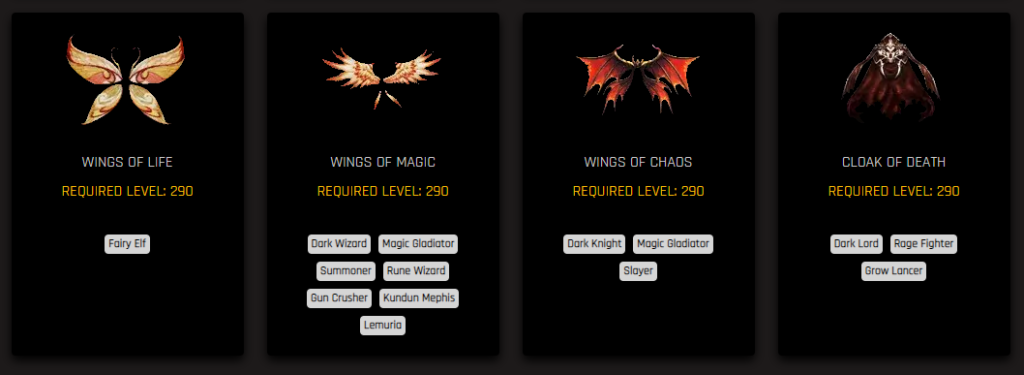 WINGS OF LIFE
REQUIRED LEVEL: 290
Fairy Elf
WINGS OF MAGIC
REQUIRED LEVEL: 290
Dark Wizard Magic Gladiator
Summoner Rune Wizard
Gun Crusher Kundun Mephis
Lemuria
WINGS OF CHAOS
REQUIRED LEVEL: 290
Dark Knight Magic Gladiator
Slayer
CLOAK OF DEATH
REQUIRED LEVEL: 290
Dark Lord Rage Fighter
Grow Lancer